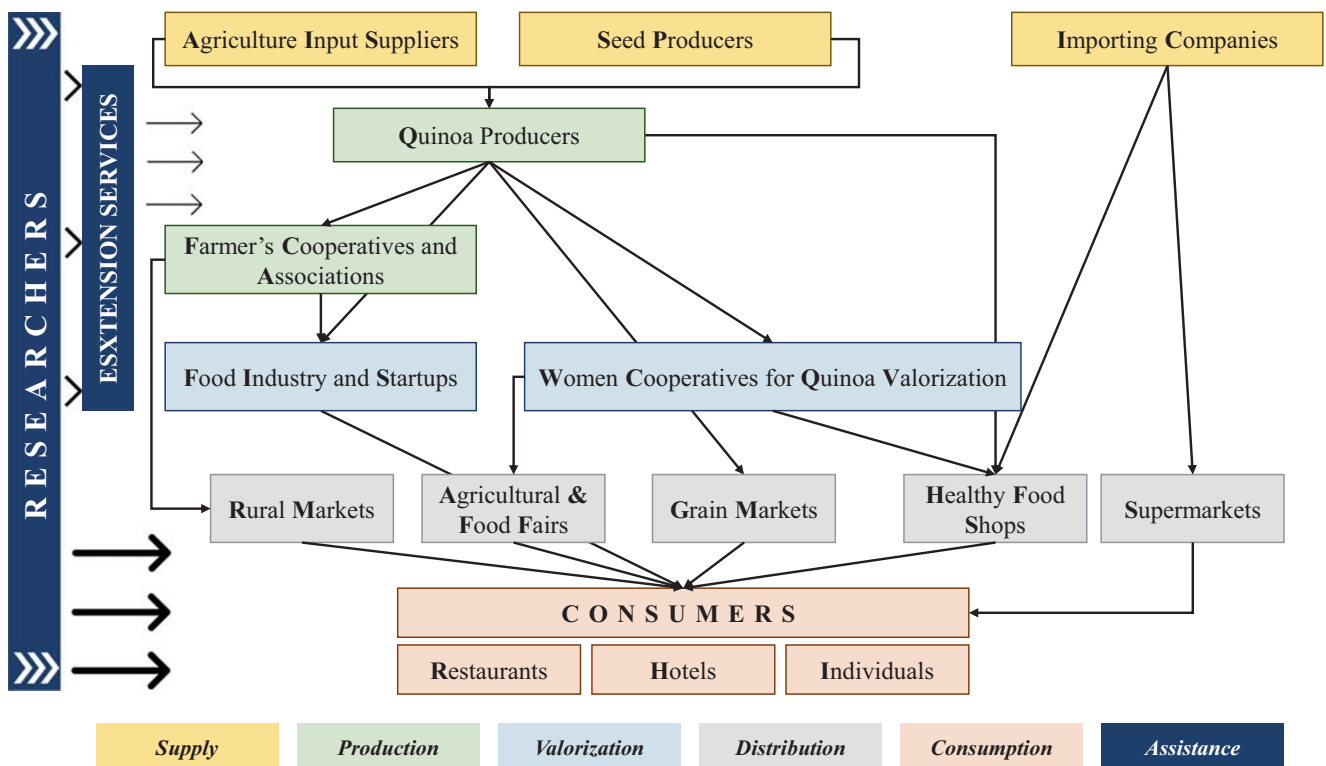 Agriculture Input Suppliers
Seed Producers
Importing Companies
RESEARCHERS
ESXTENSION SERVICES
Quinoa Producers
Farmer’s Cooperatives and
Associations
Food Industry and Startups
Women Cooperatives for Quinoa Valorization
Rural Markets
Agricultural &
Food Fairs
Grain Markets
Healthy Food
Shops
Supermarkets
CONSUMERS
Restaurants
Hotels
Individuals
Supply
Production
Valorization
Distribution
Consumption
Assistance